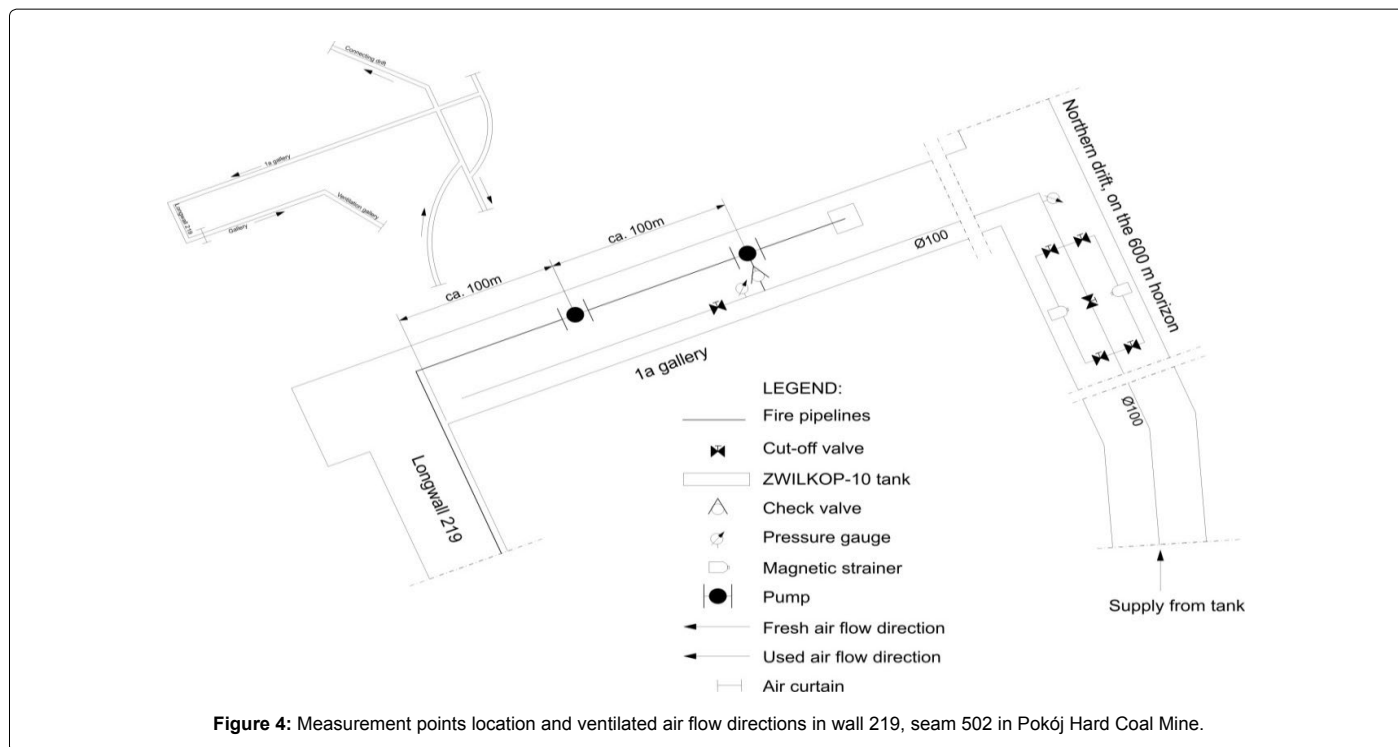 Connecting drift
1a gallery
Longwall 219
Gallery
Ventilation gallery
ca. 100m
ca. 100m
Ø100
Northern drift, on the 600 m horizon
1a gallery
Longwall 219
Ø100
Supply from tank
LEGEND:
Fire pipelines
Cut-off valve
ZWILKOP-10 tank
Check valve
Pressure gauge
Magnetic strainer
Pump
Fresh air flow direction
Used air flow direction
Air curtain
Figure 4: Measurement points location and ventilated air flow directions in wall 219, seam 502 in Pokój Hard Coal Mine.